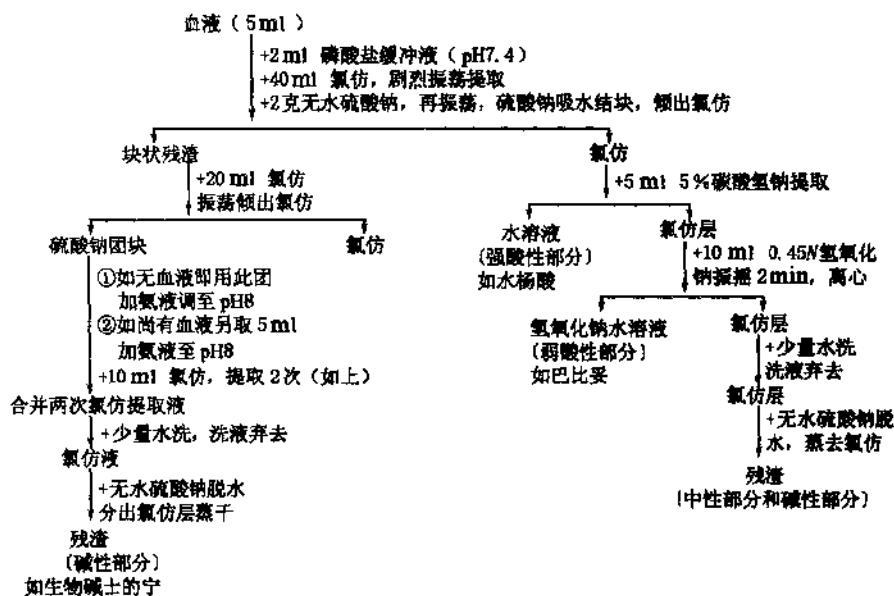 血液（5ml）
+2ml 磷酸盐缓冲液（pH7.4）
+40ml 氯仿，剧烈振荡提取
+2克无水硫酸钠，再振荡；硫酸钠吸水结块，倾出氯仿
块状残渣
+20ml 氯仿
振荡倾出氯仿
硫酸钠团块
氯仿
①如无血液即用此团
加氨液调至 pH8
②如尚有血液另取 5ml
加氨液至 pH8
+10ml 氯仿，提取2次（如上）
合并两次氯仿提取液
+少量水洗，洗液弃去
氯仿液
+无水硫酸钠脱水
分出氯仿层蒸干
残渣
（碱性部分）
如生物碱士的宁
氯仿
+5ml 5%碳酸氢钠提取
水溶液
（强酸性部分）
如水杨酸
氯仿层
+10ml 0.45N氢氧化
钠振摇2min，离心
氢氧化钠水溶液
（弱酸性部分）
如巴比妥
氯仿层
+少量水洗
洗液弃去
氯仿层
+无水硫酸钠脱
水，蒸去氯仿
残渣
（中性部分和碱性部分）